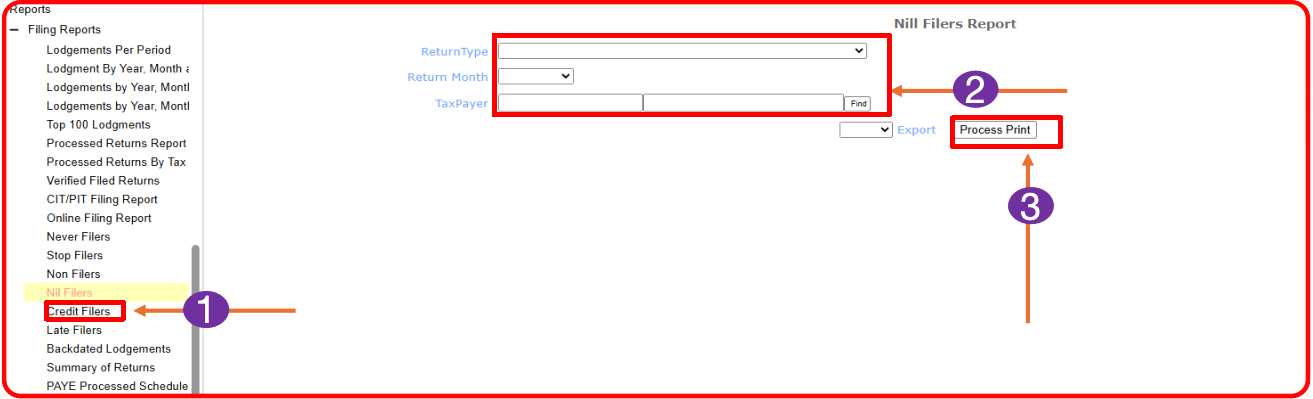 Reports
Filing Reports
Lodgements Per Period
Lodgment By Year, Month a
Lodgements by Year, Montl
Lodgements by Year, Montl
Top 100 Lodgments
Processed Returns Report
Processed Returns By Tax
Verified Filed Returns
CIT/PIT Filing Report
Online Filing Report
Never Filers
Stop Filers
Non Filers
Nil Filers
Credit Filers
Late Filers
Backdated Lodgements
Summary of Returns
PAYE Processed Schedule
Nill Filers Report
ReturnType
Return Month
TaxPayer Find
Export Process Print
1
2
3